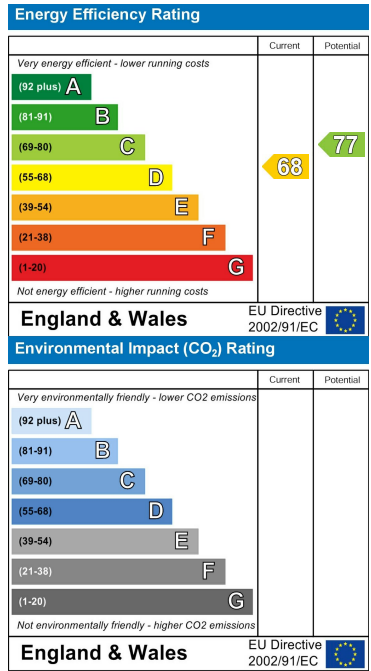 Energy Efficiency Rating
Current Potential
Very energy efficient - lower running costs
(92 plus) A
(81-91) B
(69-80) C
77
(55-68) D
68
(39-54) E
(21-38) F
(1-20) G
Not energy efficient - higher running costs
England & Wales
EU Directive
2002/91/EC
Environmental Impact (CO₂) Rating
Current Potential
Very environmentally friendly - lower CO2 emissions
(92 plus) A
(81-91) B
(69-80) C
(55-68) D
(39-54) E
(21-38) F
(1-20) G
Not environmentally friendly - higher CO2 emissions
England & Wales
EU Directive
2002/91/EC